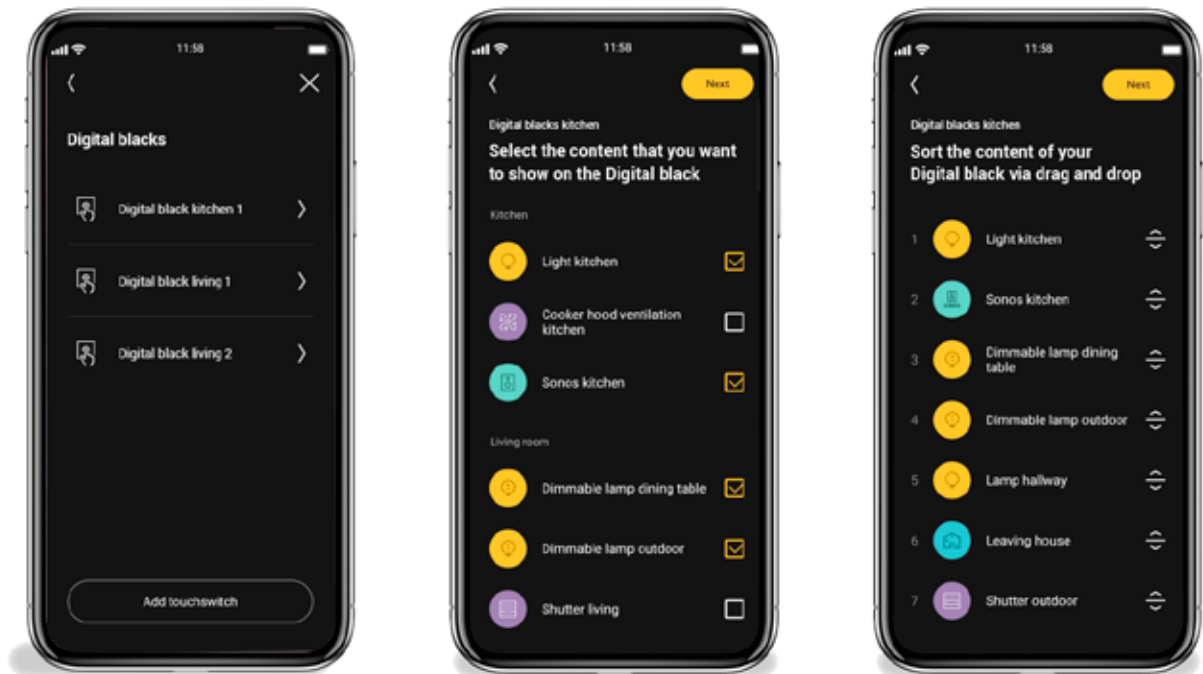 11:58
Digital blacks
Digital black kitchen 1
Digital black living 1
Digital black living 2
Add touchswitch
11:58
Next
Digital blacks kitchen
Select the content that you want
to show on the Digital black
Kitchen
Light kitchen
Cooker hood ventilation
kitchen
Sonos kitchen
Living room
Dimmable lamp dining table
Dimmable lamp outdoor
Shutter living
11:58
Next
Digital blacks kitchen
Sort the content of your
Digital black via drag and drop
1 Light kitchen
2 Sonos kitchen
3 Dimmable lamp dining
table
4 Dimmable lamp outdoor
5 Lamp hallway
6 Leaving house
7 Shutter outdoor